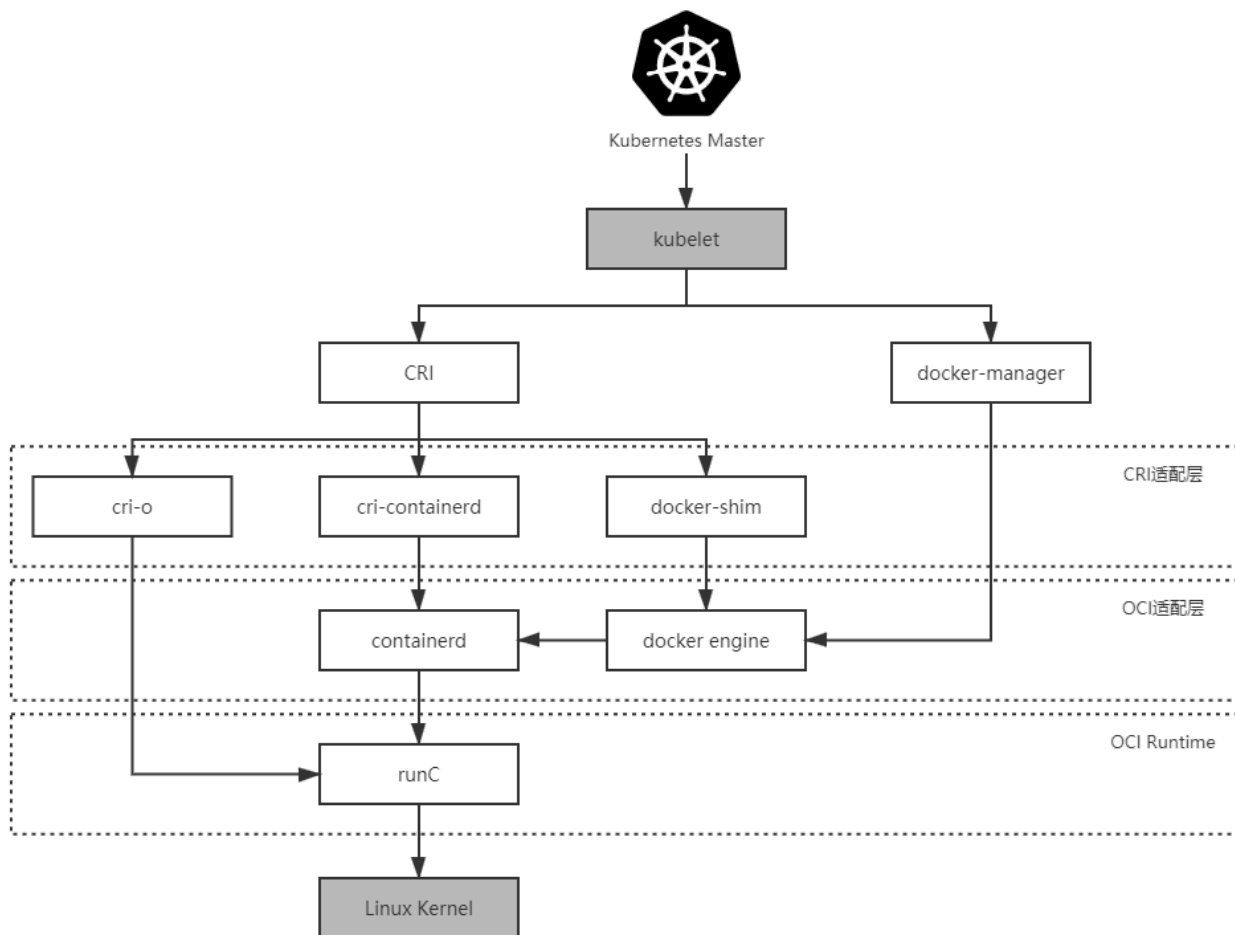 Kubernetes Master
kubelet
CRI
docker-manager
CRI适配层
cri-o
cri-containerd
docker-shim
OCI适配层
containerd
docker engine
OCI Runtime
runC
Linux Kernel